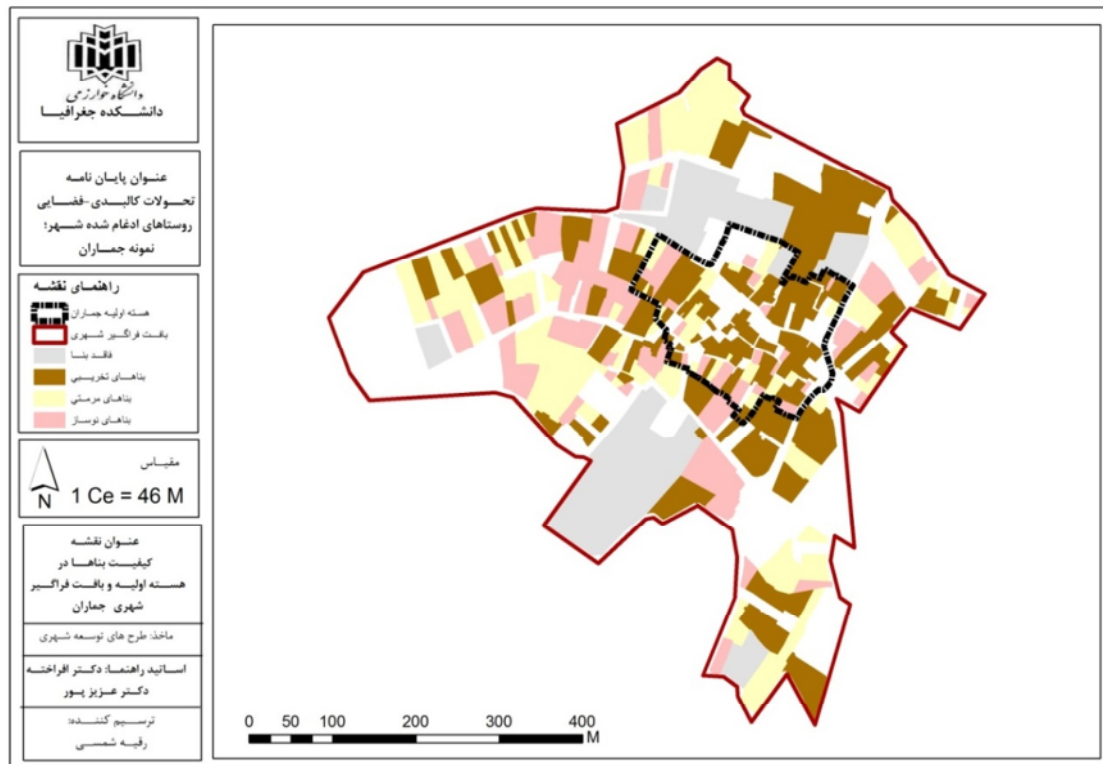 دانشگاه خوارزمی
دانشکده جغرافیا
عنوان پایان نامه
تحولات کالبدی-فضایی
روستاهای ادغام شده شهر؛
نمونه جماران
راهنمای نقشه
هسته اولیه جماران
بافت فراگیر شهری
فاقد بنا
بناهای تخریبی
بناهای مرمتی
بناهای نوساز
مقیاس
1 Ce = 46 M
N
عنوان نقشه
کیفیت بناها در
هسته اولیه و بافت فراگیر
شهری جماران
ماخذ: طرح های توسعه شهری
اساتید راهنما: دکتر افراخته
دکتر عزیز پور
ترسیم کننده:
رقیه شمسی
0 50 100 200 300 400
M